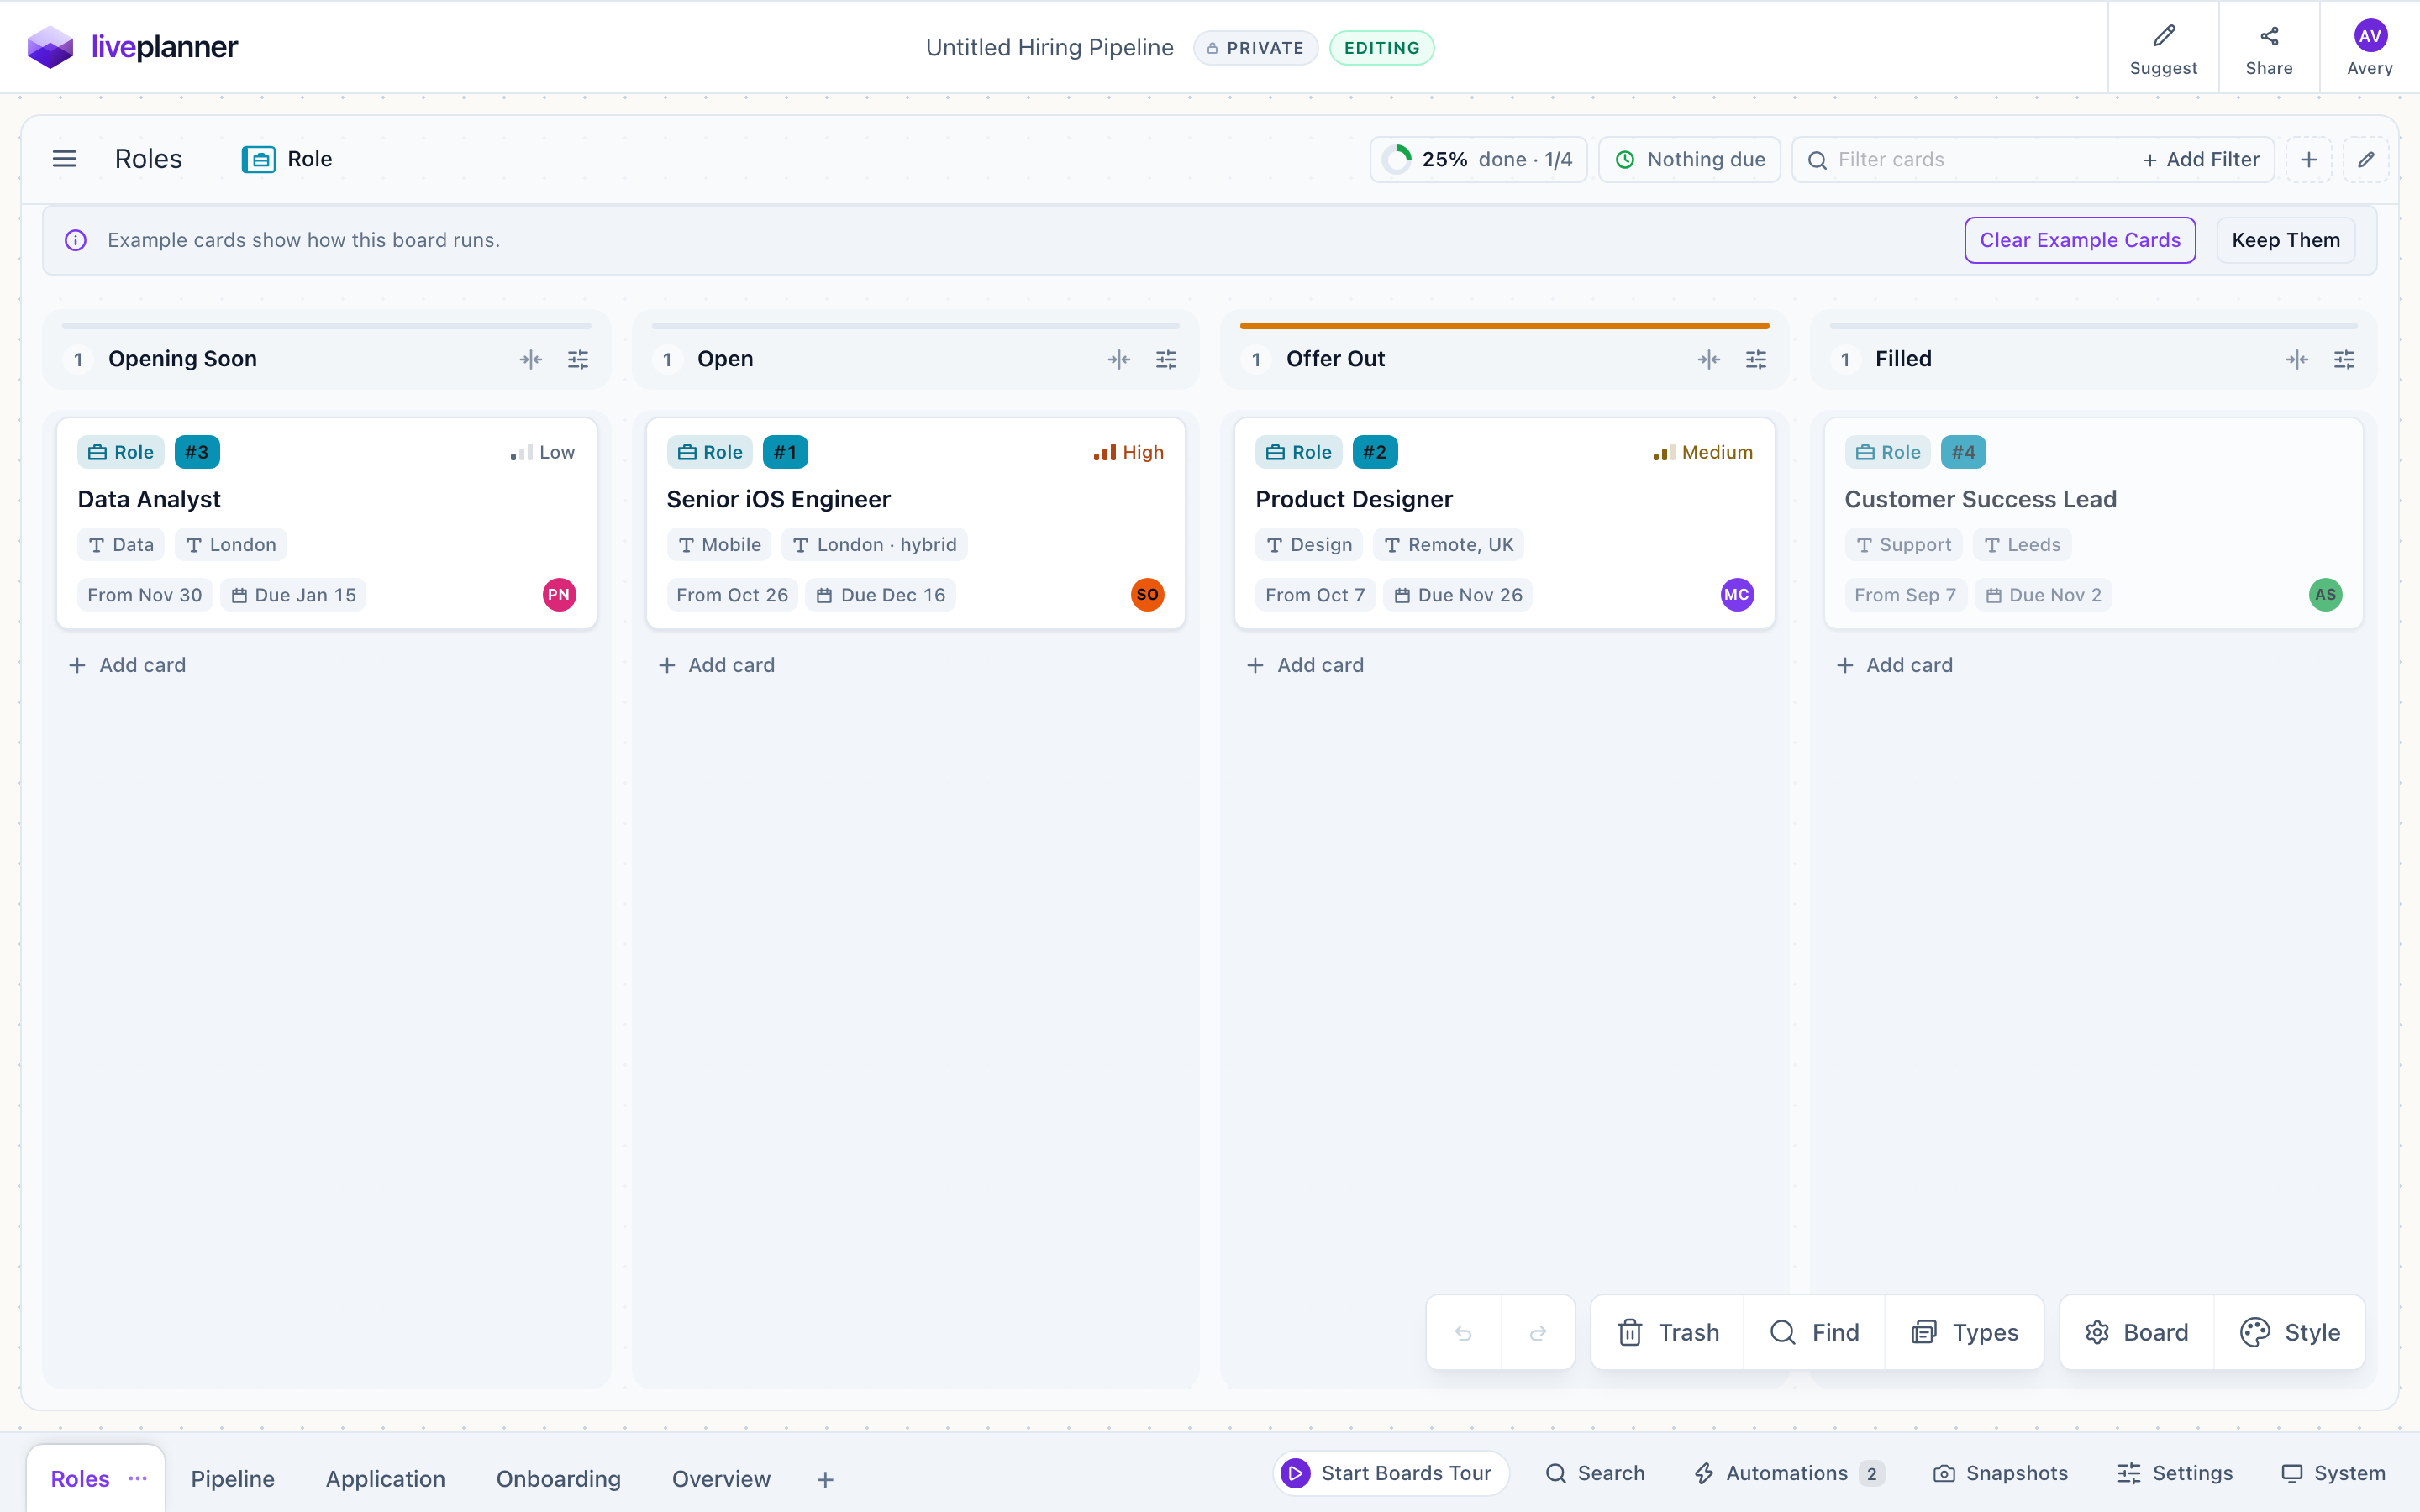 liveplanner
Untitled Hiring Pipeline PRIVATE EDITING
Suggest Share AV Avery
Roles Role 25% done · 1/4 Nothing due Filter cards + Add Filter
Example cards show how this board runs. Clear Example Cards Keep Them
1 Opening Soon
Role #3 Low
Data Analyst
Data London
From Nov 30 Due Jan 15 PN
+ Add card
1 Open
Role #1 High
Senior iOS Engineer
Mobile London · hybrid
From Oct 26 Due Dec 16 SO
+ Add card
1 Offer Out
Role #2 Medium
Product Designer
Design Remote, UK
From Oct 7 Due Nov 26 MC
+ Add card
1 Filled
Role #4
Customer Success Lead
Support Leeds
From Sep 7 Due Nov 2 AS
+ Add card
Trash Find Types Board Style
Roles ··· Pipeline Application Onboarding Overview + Start Boards Tour Search Automations 2 Snapshots Settings System